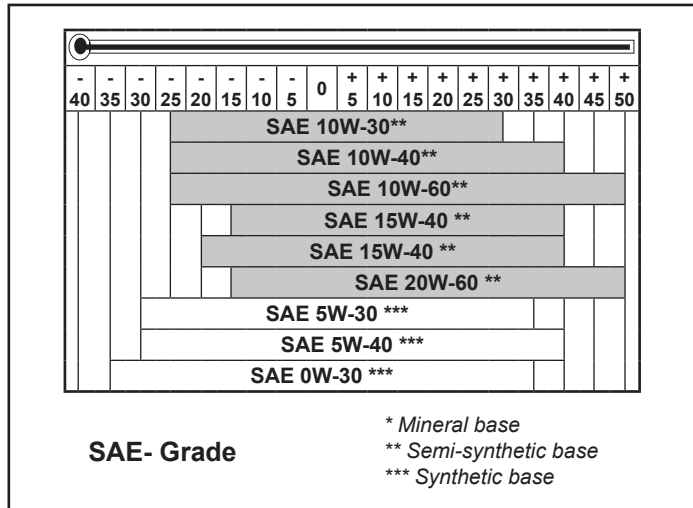 - - - - - - - - 0 + + + + + + + + + +
40 35 30 25 20 15 10 5 5 10 15 20 25 30 35 40 45 50
SAE 10W-30**
SAE 10W-40**
SAE 10W-60**
SAE 15W-40 **
SAE 15W-40 **
SAE 20W-60 **
SAE 5W-30 ***
SAE 5W-40 ***
SAE 0W-30 ***
SAE- Grade
* Mineral base
** Semi-synthetic base
*** Synthetic base